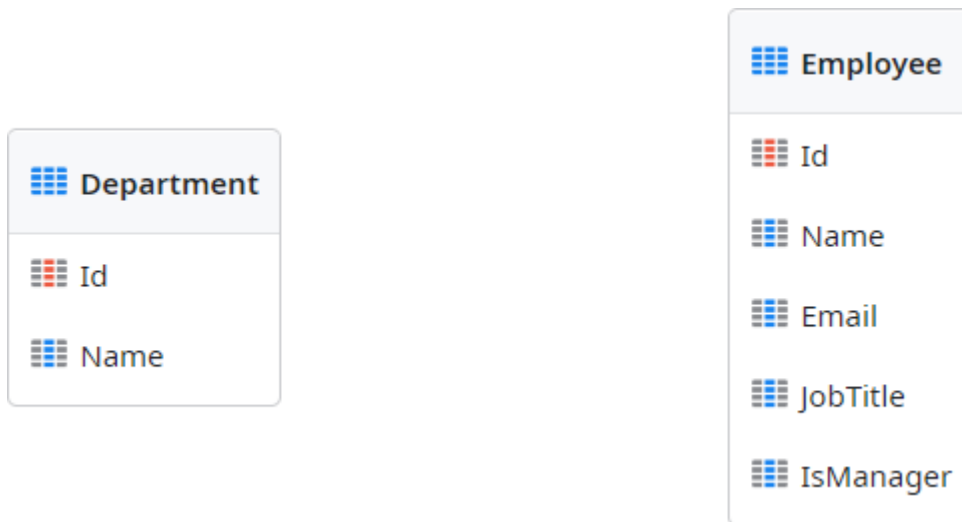 Department
Id
Name
Employee
Id
Name
Email
JobTitle
IsManager